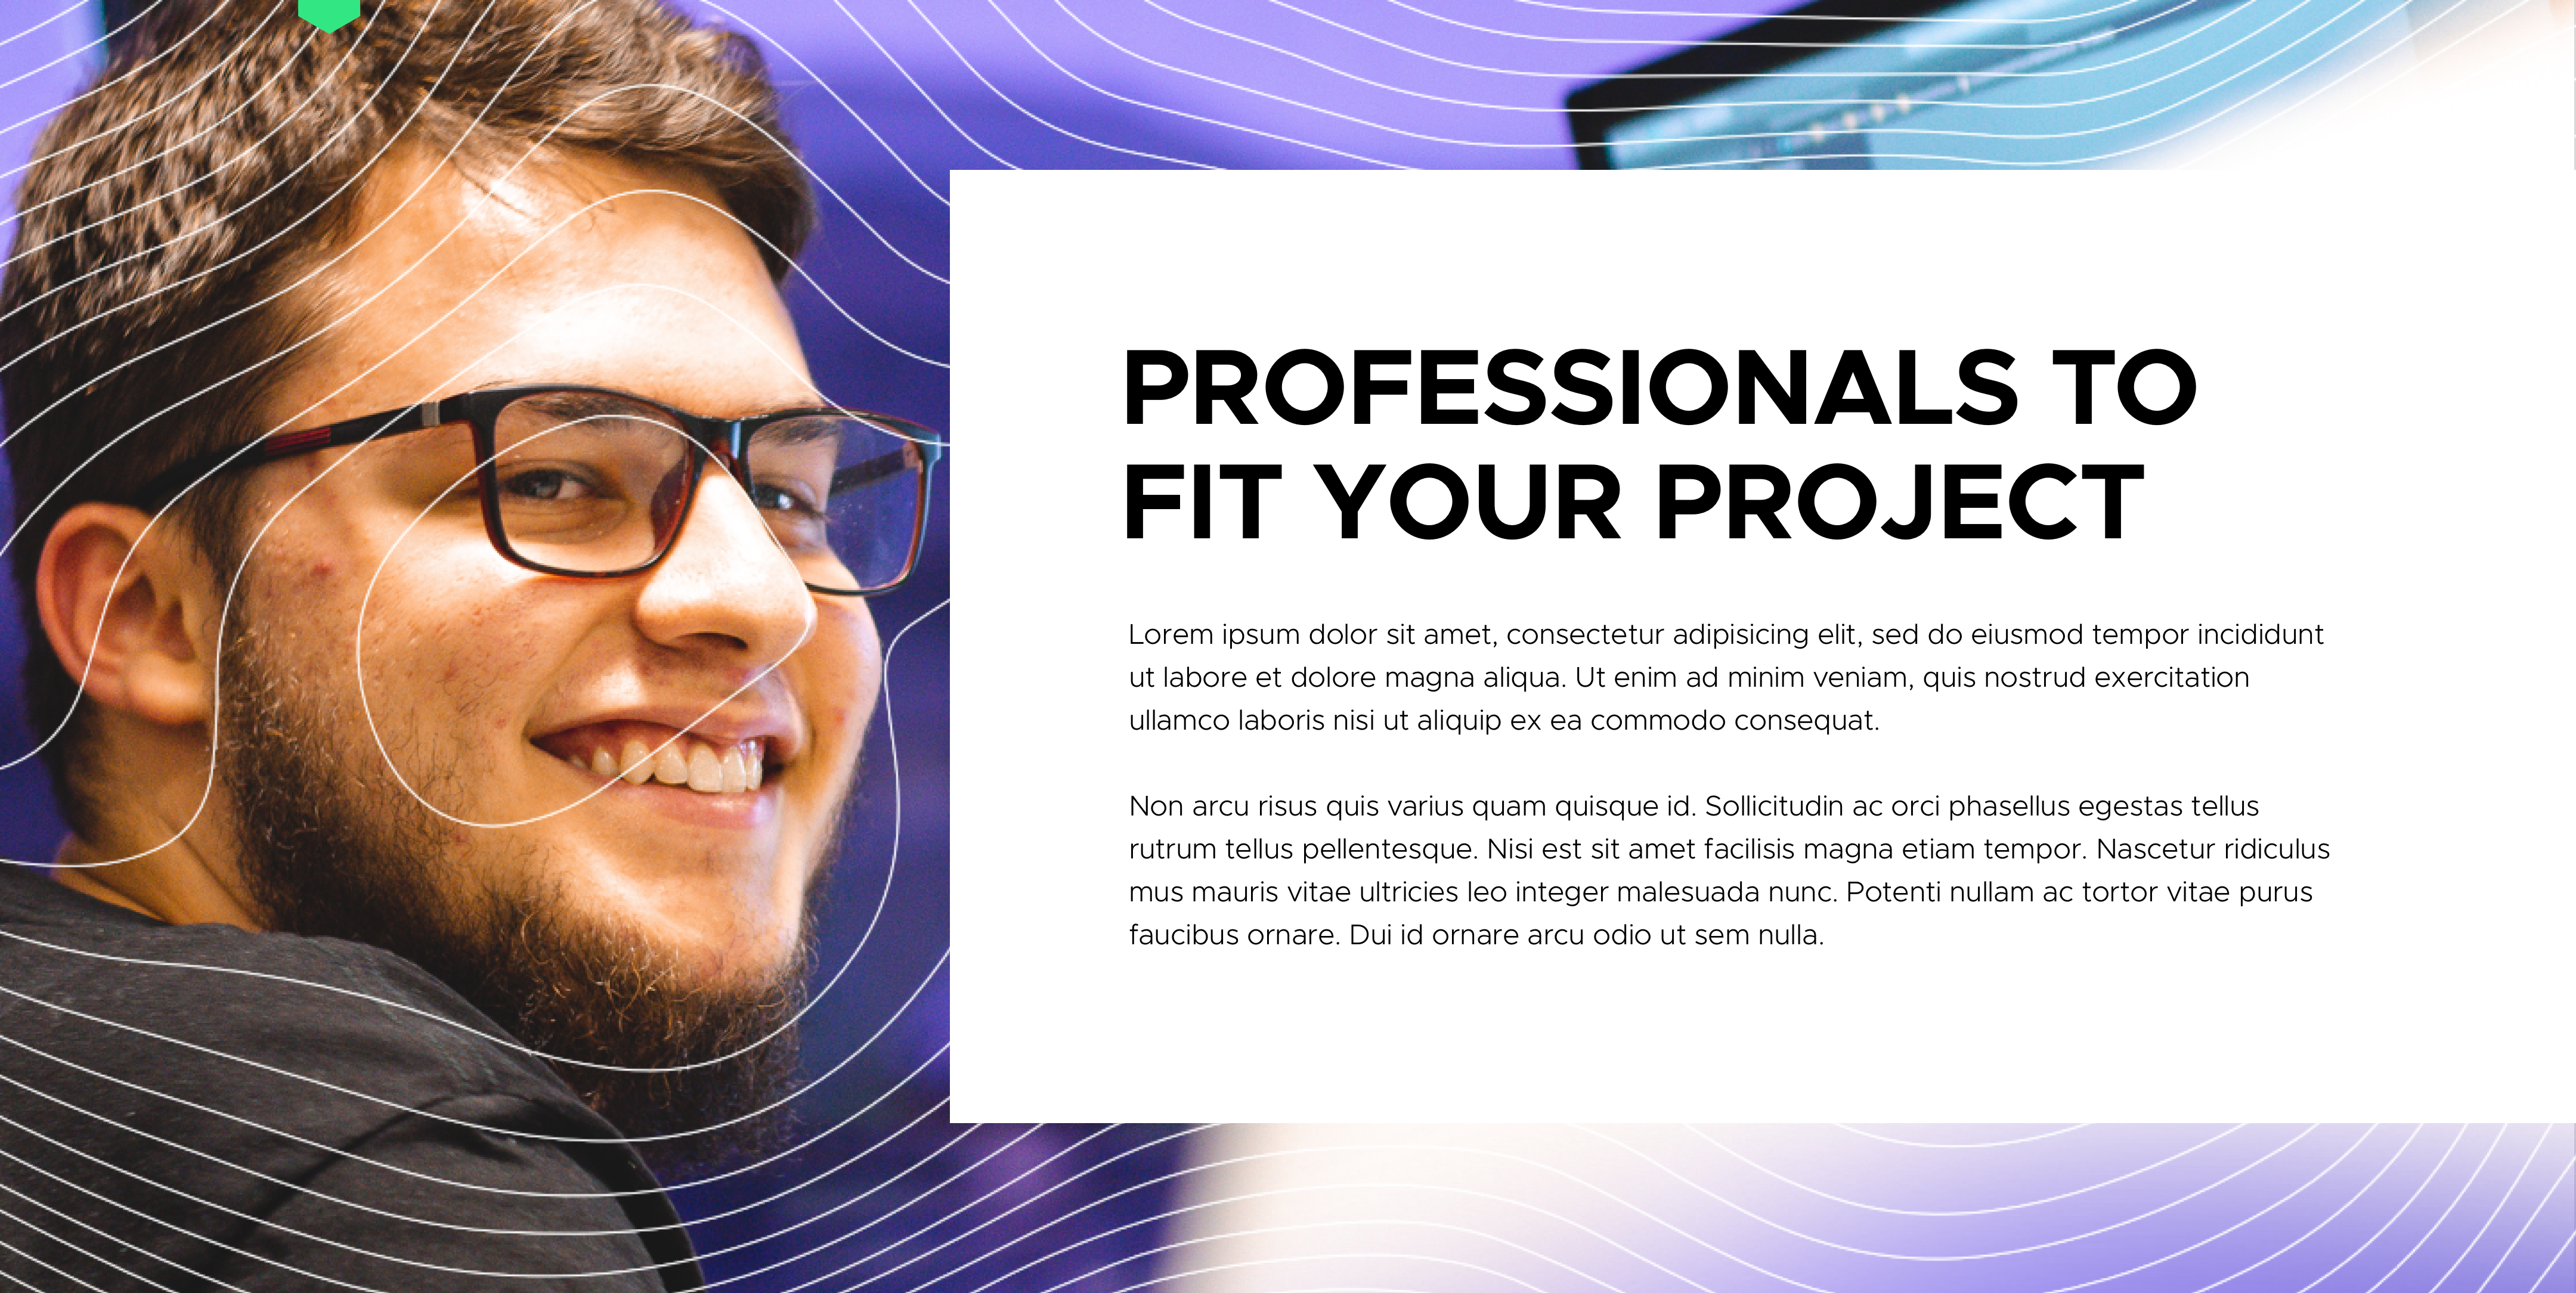 PROFESSIONALS TO
FIT YOUR PROJECT
Lorem ipsum dolor sit amet, consectetur adipisicing elit, sed do eiusmod tempor incididunt
ut labore et dolore magna aliqua. Ut enim ad minim veniam, quis nostrud exercitation
ullamco laboris nisi ut aliquip ex ea commodo consequat.
Non arcu risus quis varius quam quisque id. Sollicitudin ac orci phasellus egestas tellus
rutrum tellus pellentesque. Nisi est sit amet facilisis magna etiam tempor. Nascetur ridiculus
mus mauris vitae ultricies leo integer malesuada nunc. Potenti nullam ac tortor vitae purus
faucibus ornare. Dui id ornare arcu odio ut sem nulla.